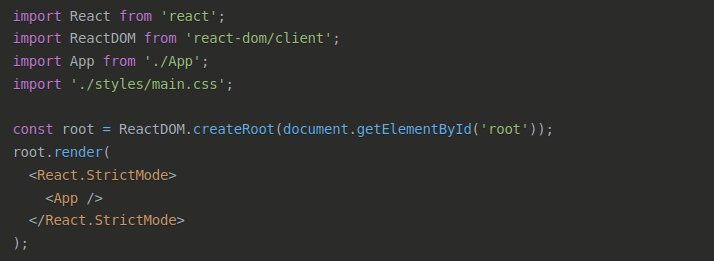 import React from 'react';
import ReactDOM from 'react-dom/client';
import App from './App';
import './styles/main.css';

const root = ReactDOM.createRoot(document.getElementById('root'));
root.render(
  <React.StrictMode>
    <App />
  </React.StrictMode>
);